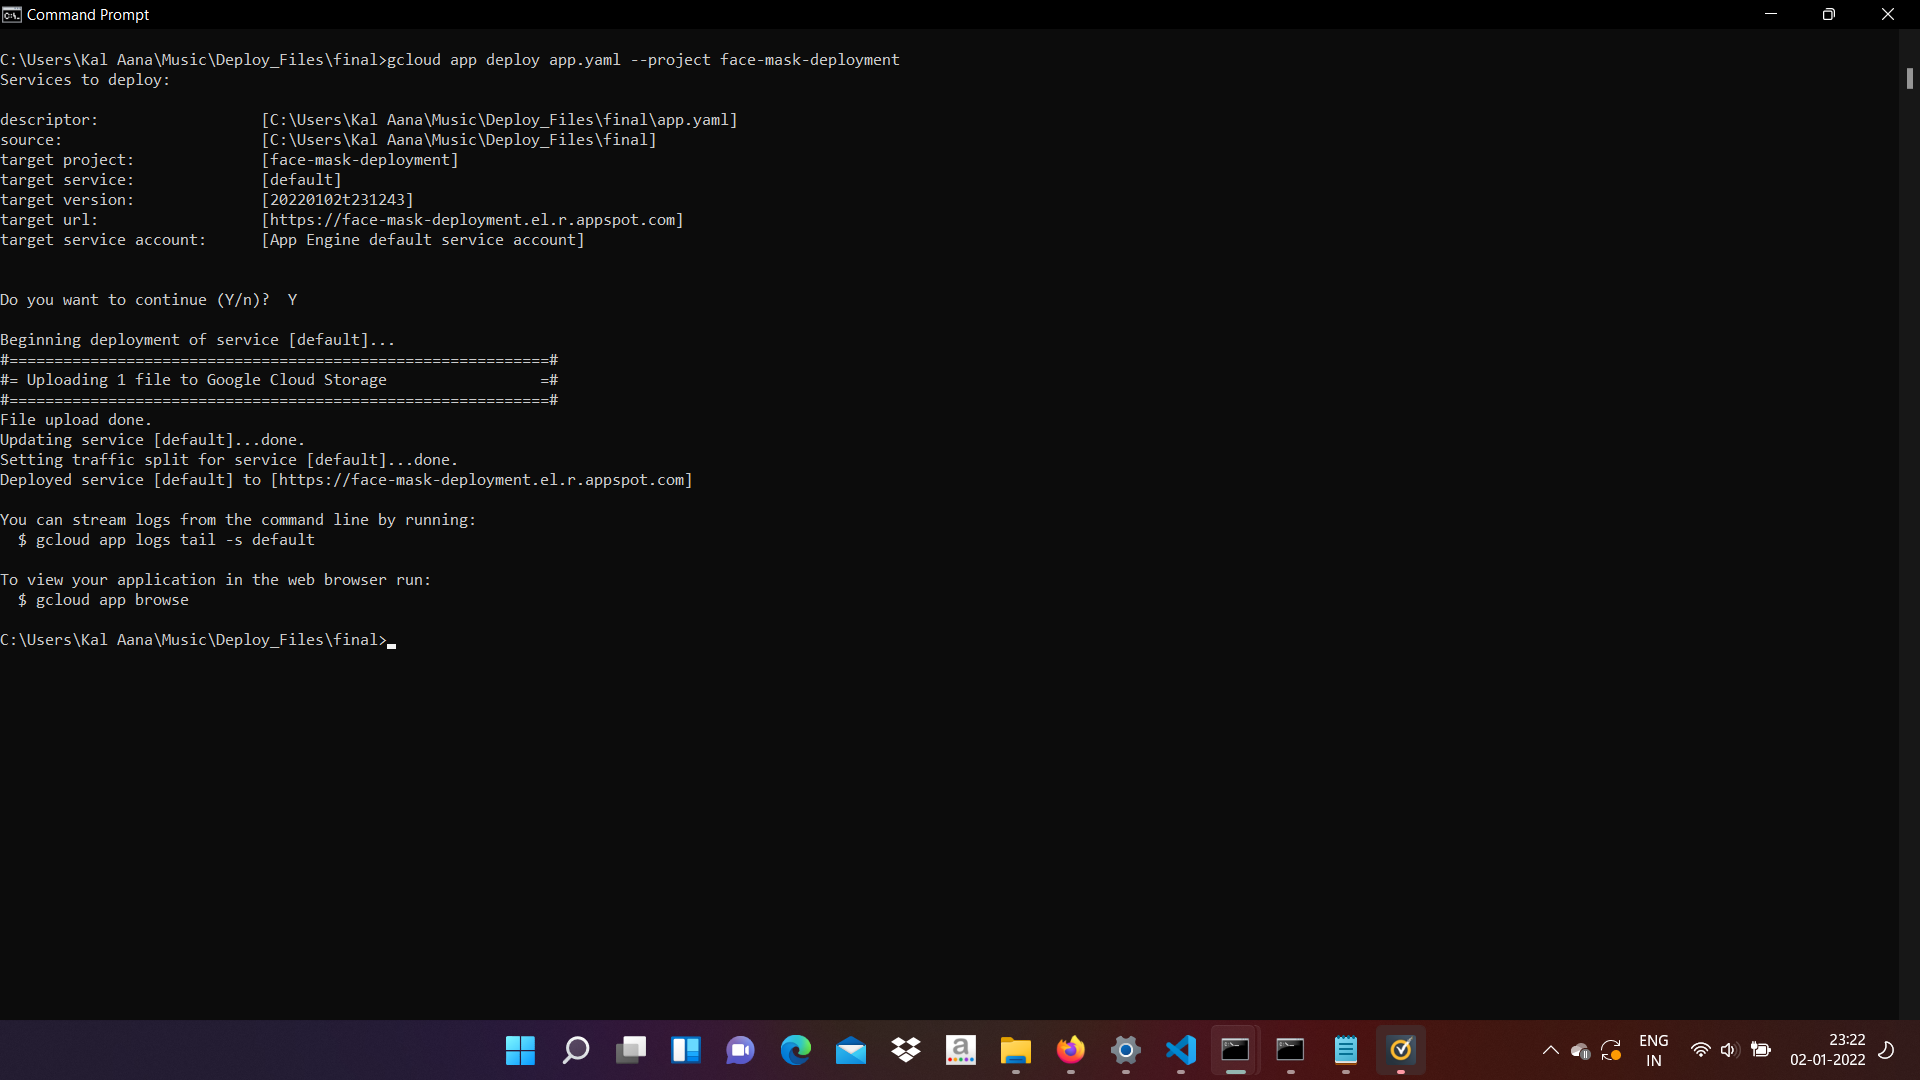 Command Prompt
C:\Users\Kal Aana\Music\Deploy_Files\final>gcloud app deploy app.yaml --project face-mask-deployment
Services to deploy:
descriptor: [C:\Users\Kal Aana\Music\Deploy_Files\final\app.yaml]
source: [C:\Users\Kal Aana\Music\Deploy_Files\final]
target project: [face-mask-deployment]
target service: [default]
target version: [20220102t231243]
target url: [https://face-mask-deployment.el.r.appspot.com]
target service account: [App Engine default service account]
Do you want to continue (Y/n)? Y
Beginning deployment of service [default]...
#============================================================#
#= Uploading 1 file to Google Cloud Storage =#
#============================================================#
File upload done.
Updating service [default]...done.
Setting traffic split for service [default]...done.
Deployed service [default] to [https://face-mask-deployment.el.r.appspot.com]
You can stream logs from the command line by running:
$ gcloud app logs tail -s default
To view your application in the web browser run:
$ gcloud app browse
C:\Users\Kal Aana\Music\Deploy_Files\final>
a
ENG
IN
23:22
02-01-2022